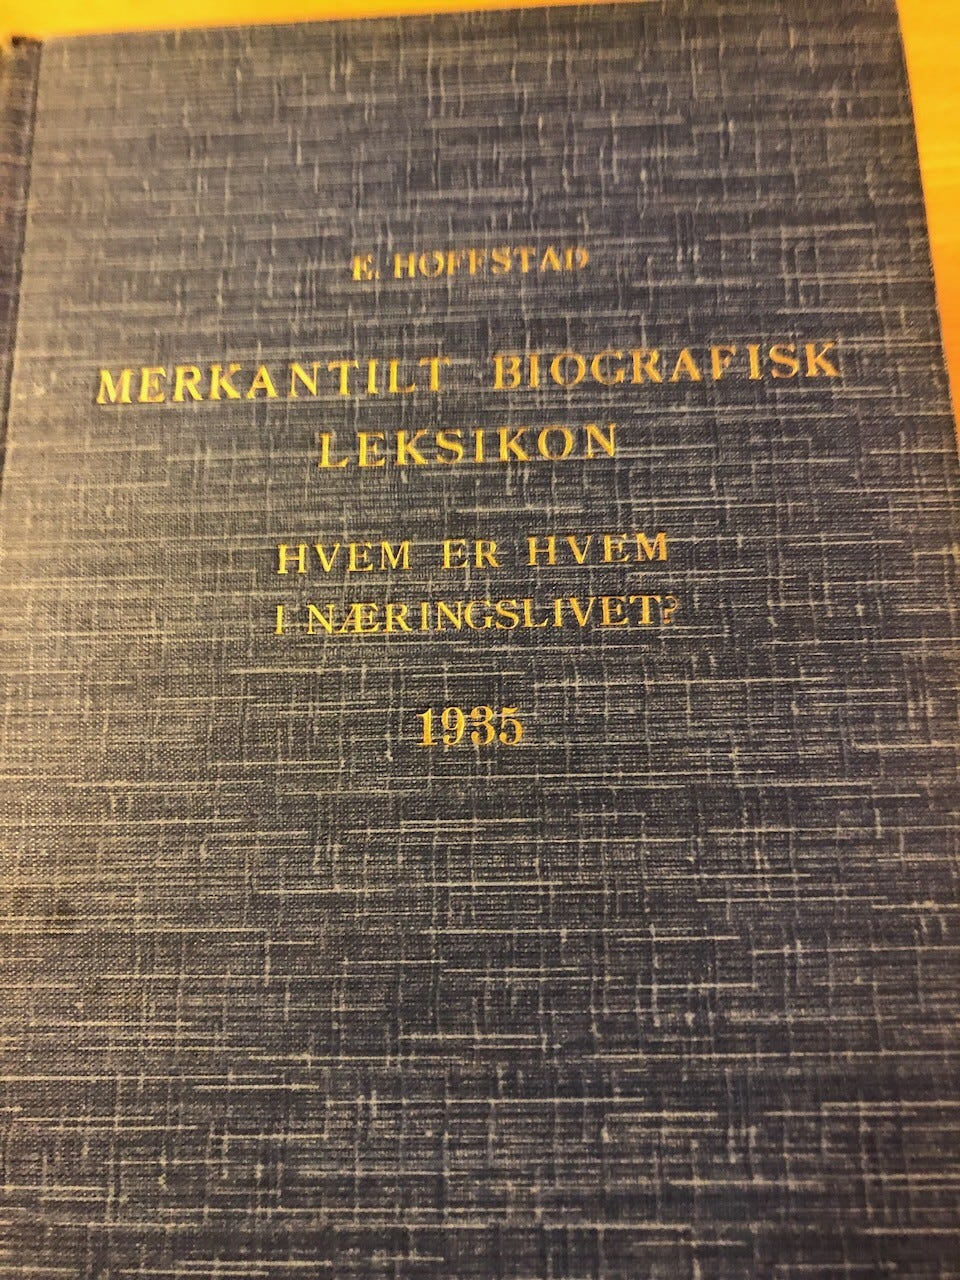 E. HOFFSTAD
MERKANTILT BIOGRAFISK
LEKSIKON
HVEM ER HVEM
I NÆRINGSLIVET?
1935